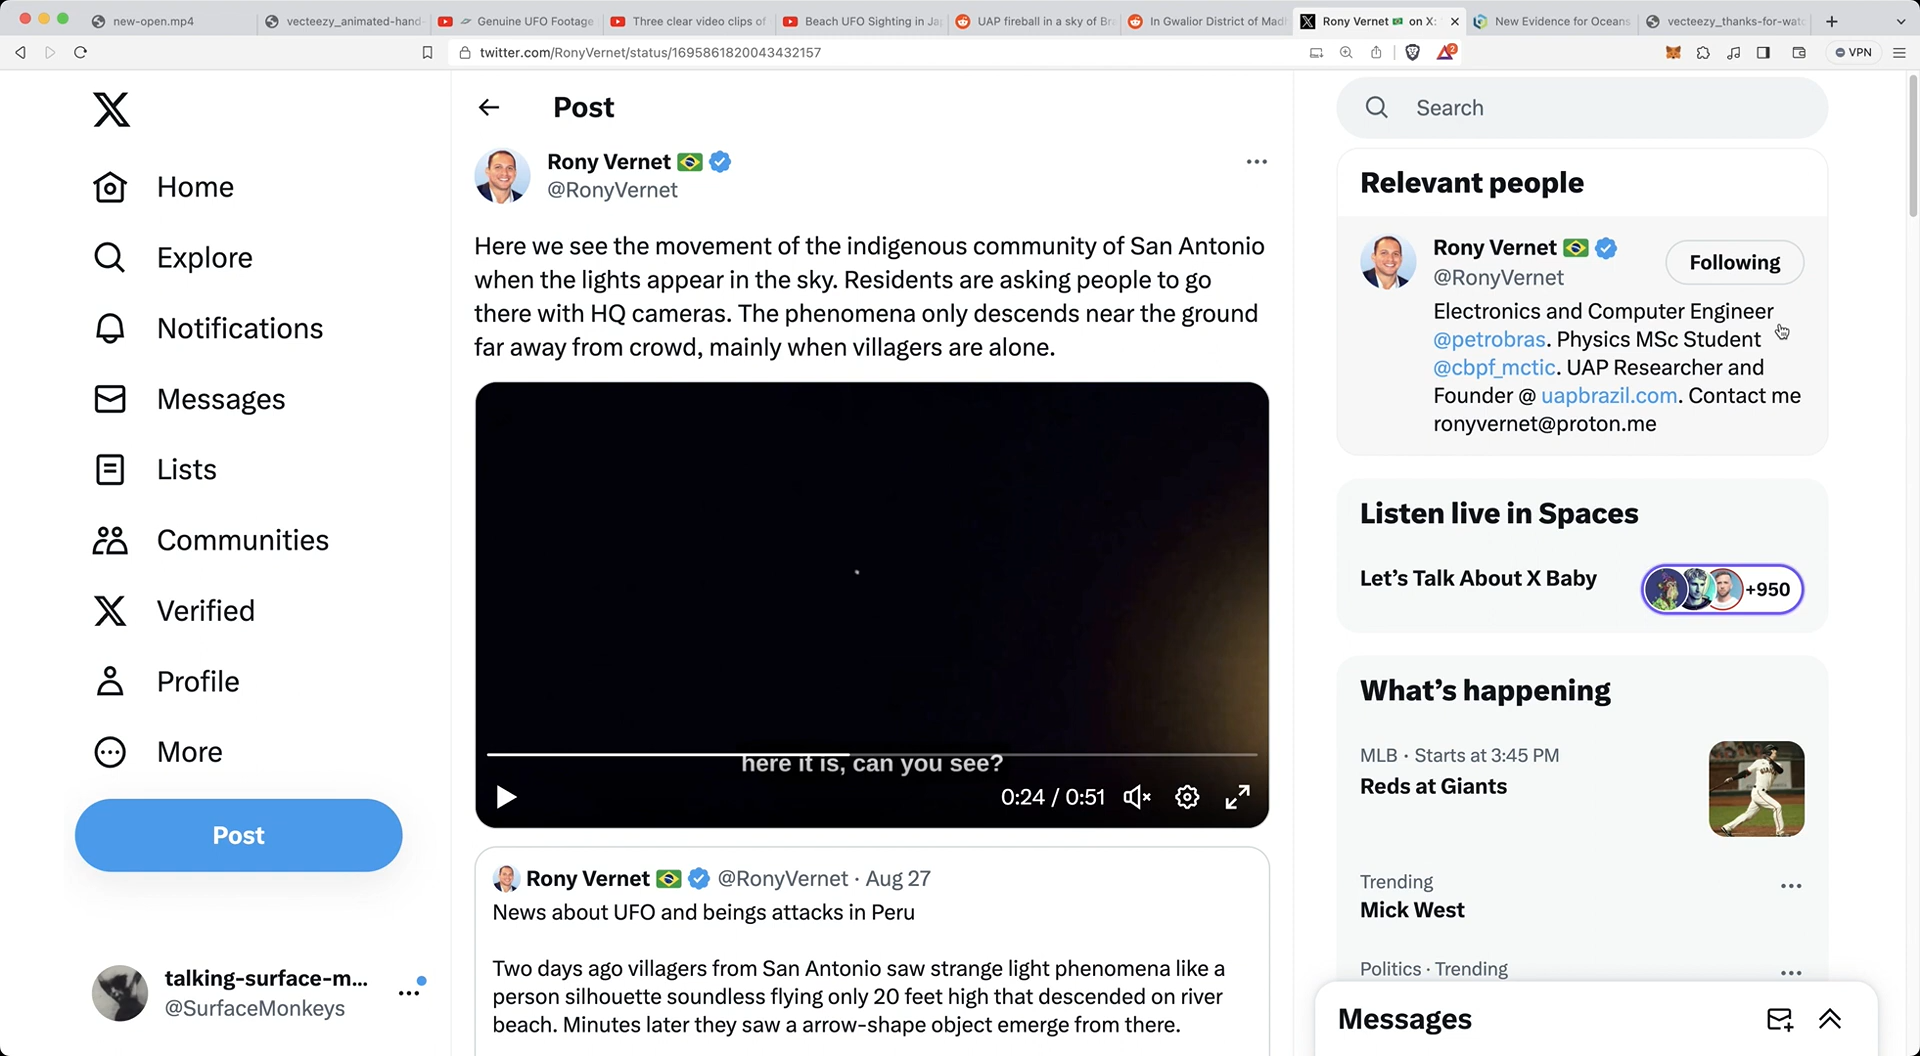 new-open.mp4
vecteezy_animated-hand-
Genuine UFO Footage
Three clear video clips of
Beach UFO Sighting in Ja
UAP fireball in a sky of Br
In Gwalior District of Mad
Rony Vernet on X:
New Evidence for Oceans
vecteezy_thanks-for-wat
twitter.com/RonyVernet/status/1695861820043432157
2
VPN
Home
Explore
Notifications
Messages
Lists
Communities
Verified
Profile
More
Post
talking-surface-m...
@SurfaceMonkeys
Post
Rony Vernet
@RonyVernet
Here we see the movement of the indigenous community of San Antonio
when the lights appear in the sky. Residents are asking people to go
there with HQ cameras. The phenomena only descends near the ground
far away from crowd, mainly when villagers are alone.
here it is, can you see?
0:24 / 0:51
Rony Vernet @RonyVernet · Aug 27
News about UFO and beings attacks in Peru
Two days ago villagers from San Antonio saw strange light phenomena like a
person silhouette soundless flying only 20 feet high that descended on river
beach. Minutes later they saw a arrow-shape object emerge from there.
Search
Relevant people
Rony Vernet
@RonyVernet
Following
Electronics and Computer Engineer
@petrobras. Physics MSc Student
@cbpf_mctic. UAP Researcher and
Founder @ uapbrazil.com. Contact me
ronyvernet@proton.me
Listen live in Spaces
Let's Talk About X Baby
+950
What's happening
MLB · Starts at 3:45 PM
Reds at Giants
Trending
Mick West
Politics · Trending
Messages